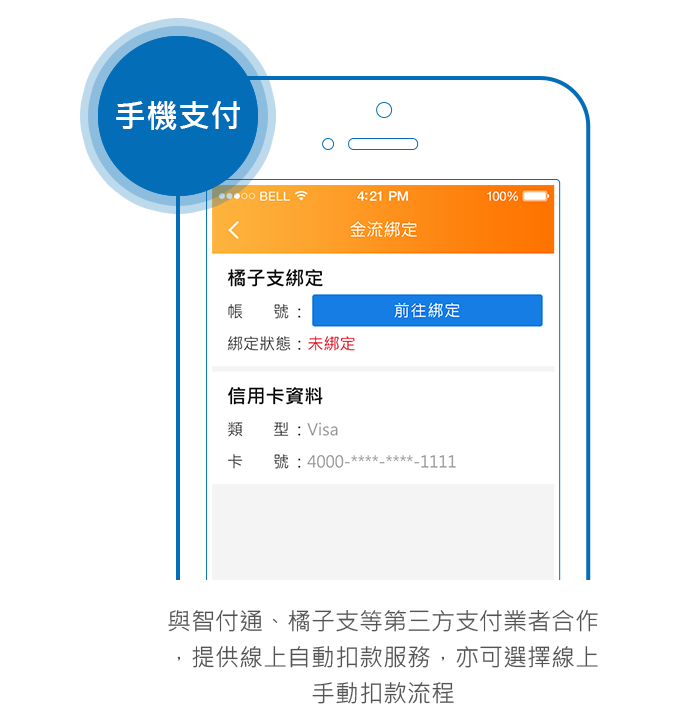 手機支付
BELL 4:21 PM 100%
金流綁定
橘子支綁定
帳 號： 前往綁定
綁定狀態：未綁定
信用卡資料
類 型：Visa
卡 號：4000-****-****-1111
與智付通、橘子支等第三方支付業者合作
，提供線上自動扣款服務，亦可選擇線上
手動扣款流程